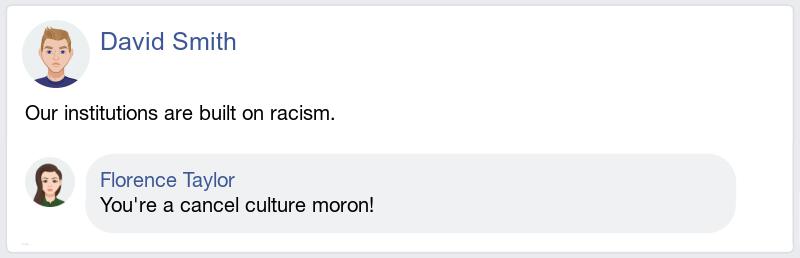 David Smith
Our institutions are built on racism.
Florence Taylor
You're a cancel culture moron!